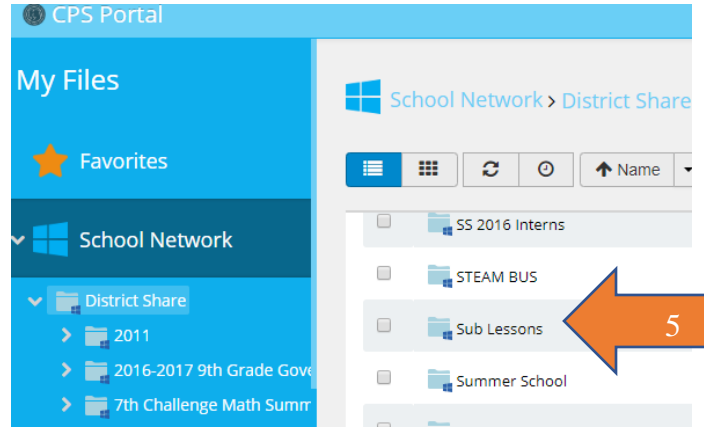 CPS Portal
My Files
Favorites
School Network
District Share
2011
2016-2017 9th Grade Gove
7th Challenge Math Summ
School Network > District Share
Name
SS 2016 Interns
STEAM BUS
Sub Lessons
5
Summer School